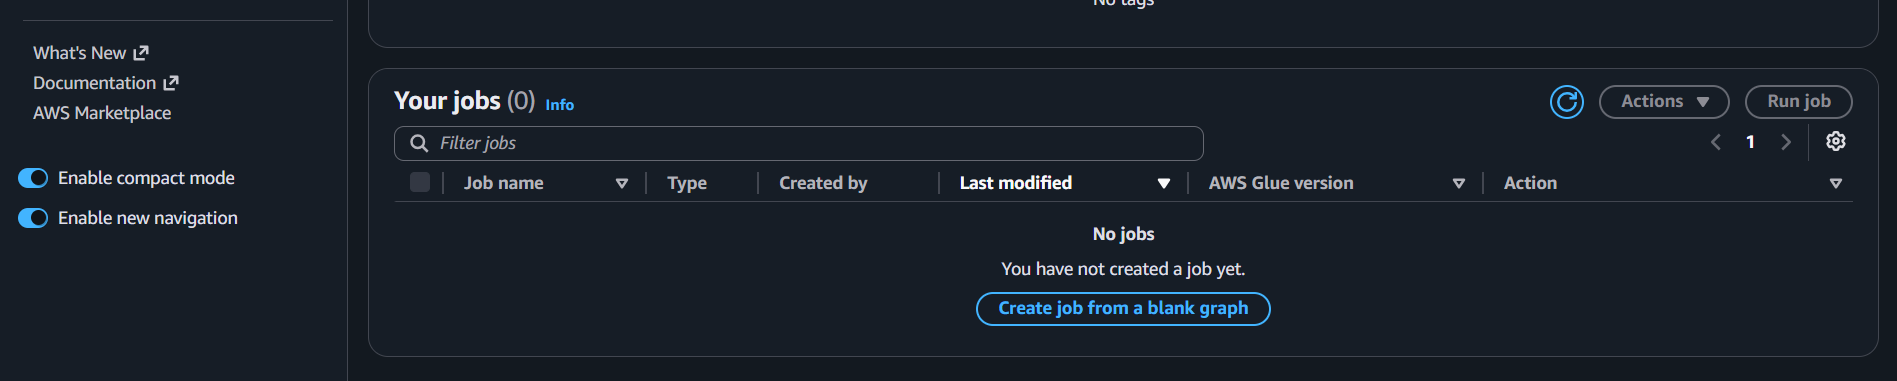 No tags
What's New
Documentation
AWS Marketplace
Enable compact mode
Enable new navigation
Your jobs (0) Info
Actions Run job
Filter jobs
1
Job name Type Created by Last modified AWS Glue version Action
No jobs
You have not created a job yet.
Create job from a blank graph